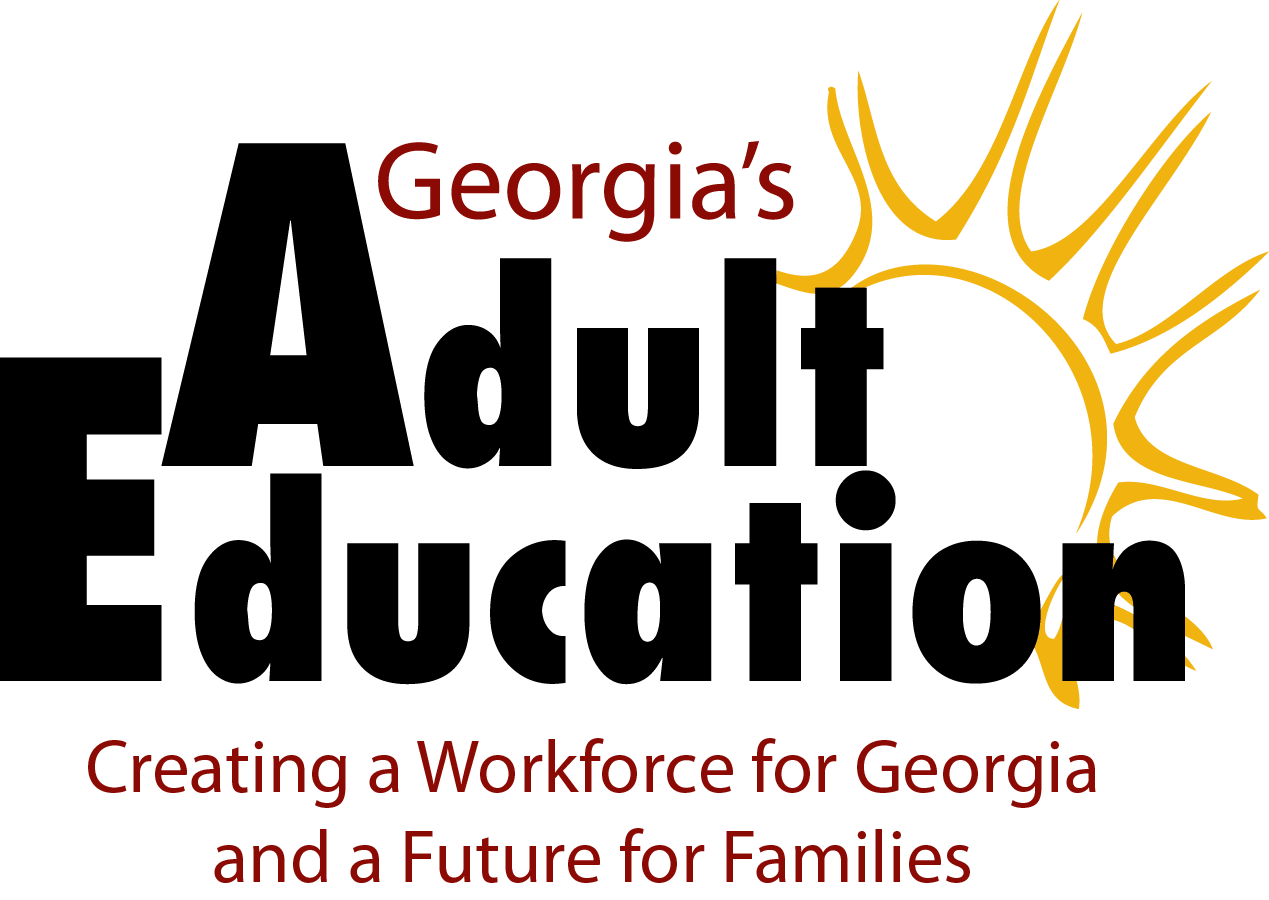 Georgia’s
Adult
Education
Creating a Workforce for Georgia
and a Future for Families